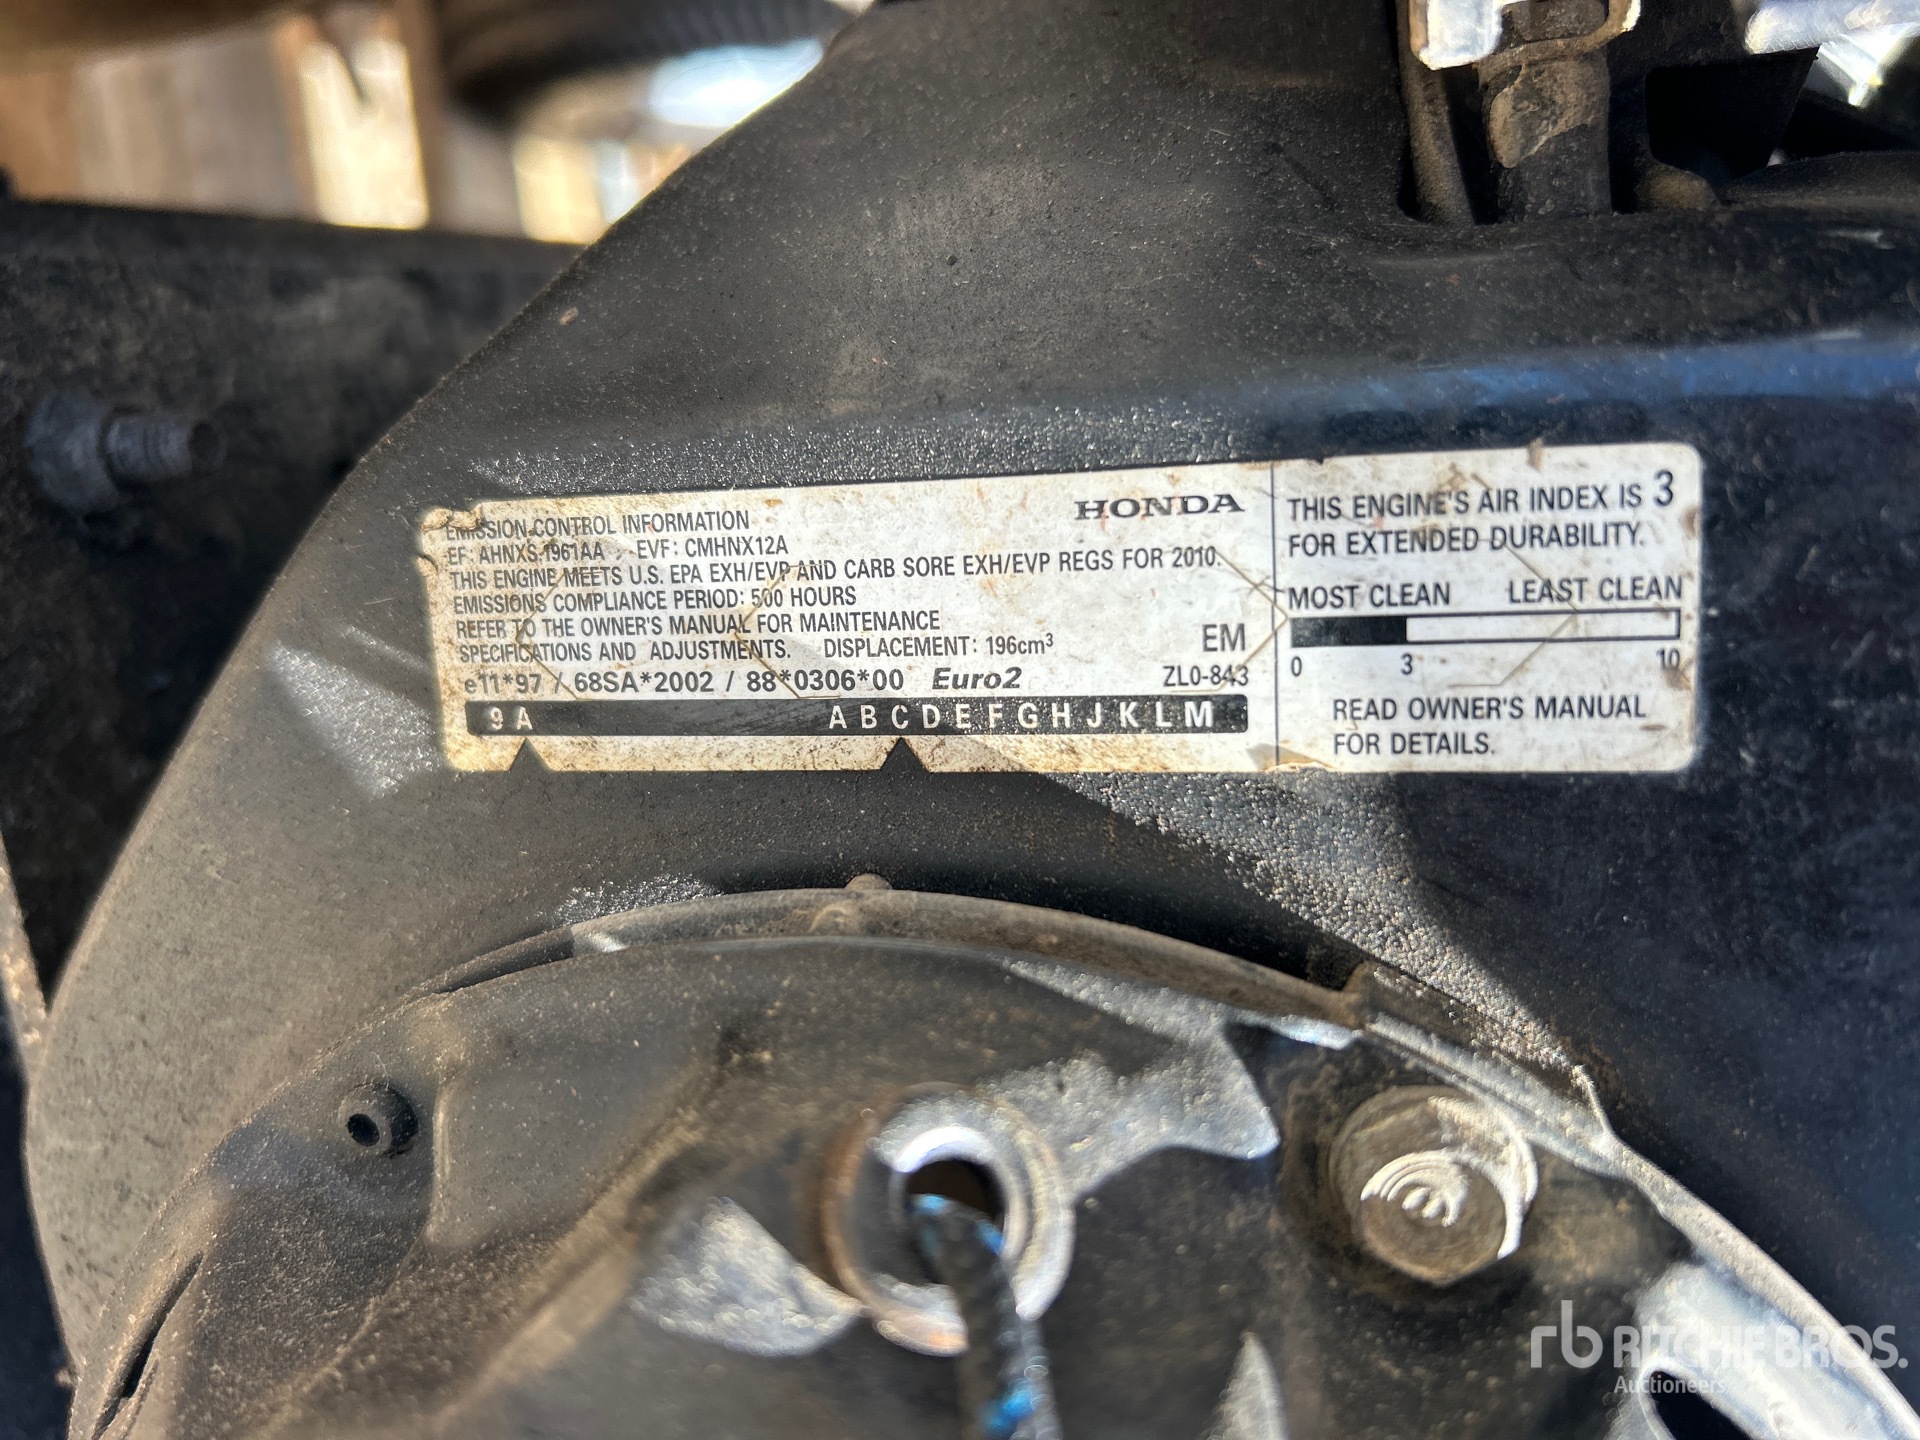 EMISSION CONTROL INFORMATION
HONDA
EF: AHNXS.1961AA EVF: CMHNX12A
THIS ENGINE MEETS U.S. EPA EXH/EVP AND CARB SORE EXH/EVP REGS FOR 2010.
EMISSIONS COMPLIANCE PERIOD: 500 HOURS
REFER TO THE OWNER'S MANUAL FOR MAINTENANCE
SPECIFICATIONS AND ADJUSTMENTS. DISPLACEMENT: 196cm³
EM
e11*97 / 68SA*2002 / 88*0306*00 Euro2
ZL0-843
9 A A B C D E F G H J K L M
THIS ENGINE'S AIR INDEX IS 3
FOR EXTENDED DURABILITY.
MOST CLEAN LEAST CLEAN
0 3 10
READ OWNER'S MANUAL
FOR DETAILS.
rb RITCHIE BROS.
Auctioneers